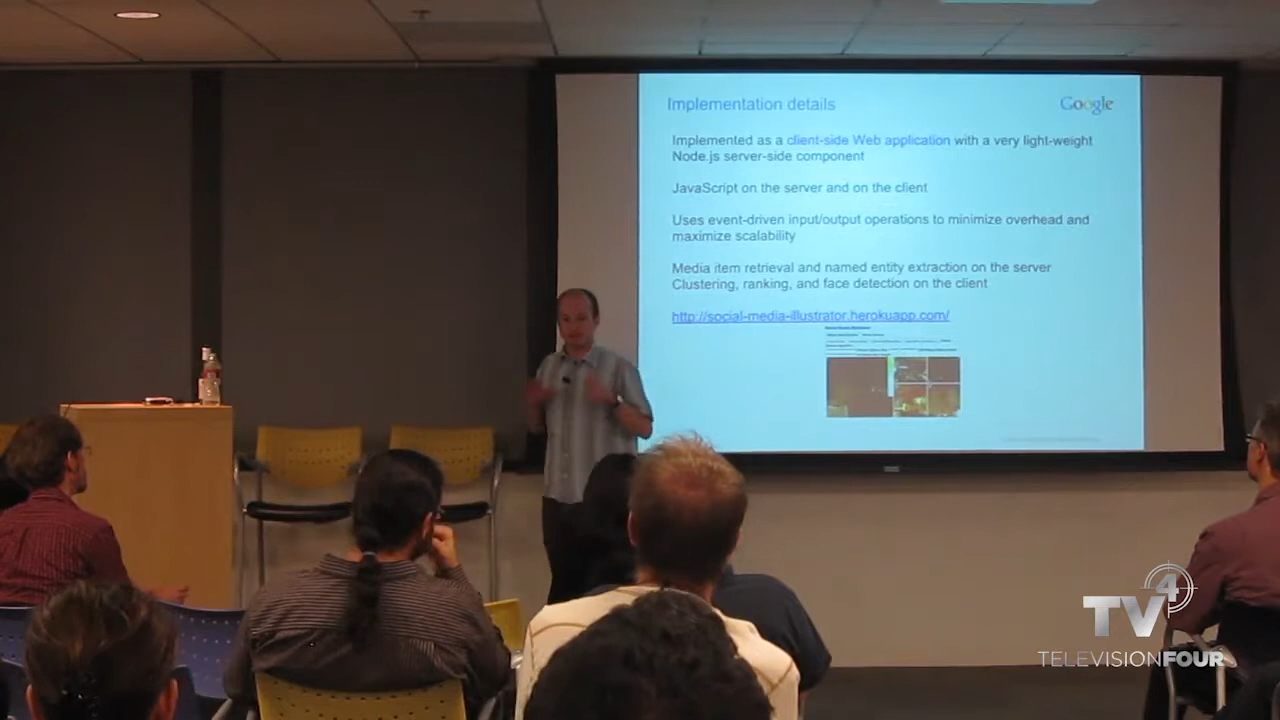 Implementation details
Google
Implemented as a client-side Web application with a very light-weight
Node.js server-side component
JavaScript on the server and on the client
Uses event-driven input/output operations to minimize overhead and
maximize scalability
Media item retrieval and named entity extraction on the server
Clustering, ranking, and face detection on the client
http://social-media-illustrator.herokuapp.com/
TV4
TELEVISIONFOUR